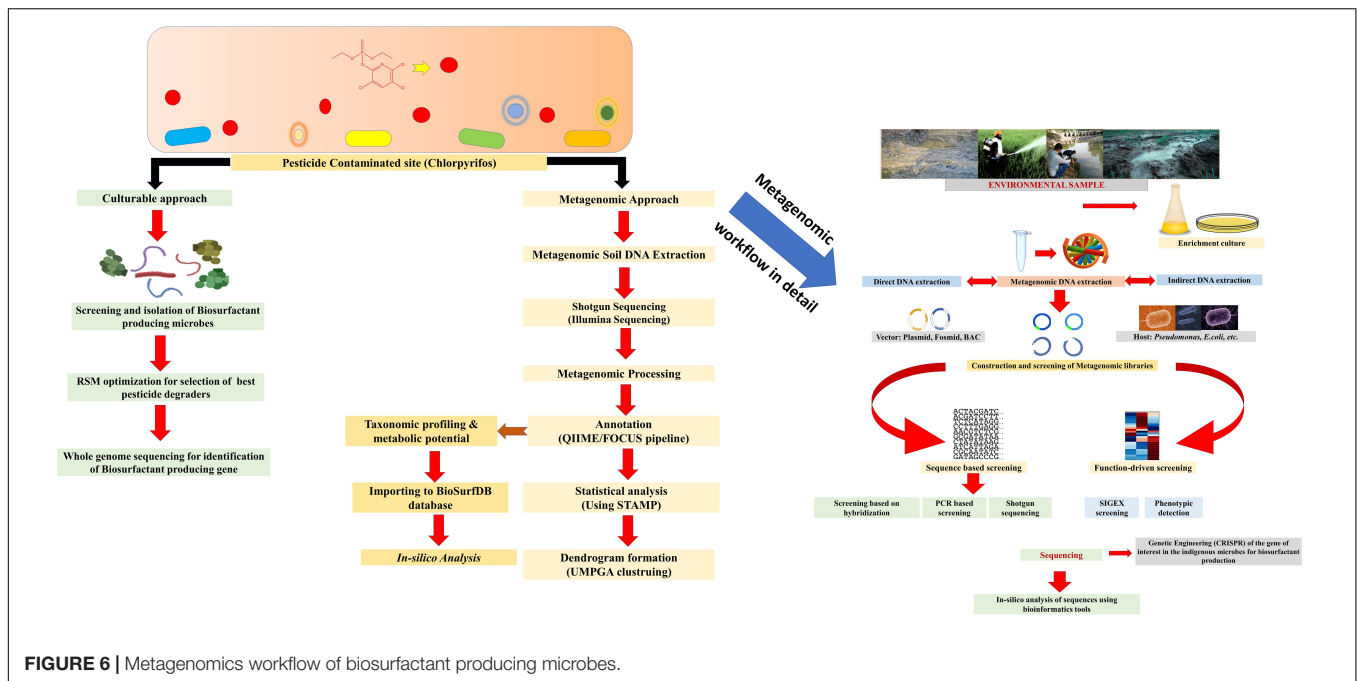 Pesticide Contaminated site (Chlorpyrifos)
Culturable approach
Screening and isolation of Biosurfactant
producing microbes
RSM optimization for selection of best
pesticide degraders
Whole genome sequencing for identification
of Biosurfactant producing gene
Metagenomic Approach
Metagenomic Soil DNA Extraction
Shotgun Sequencing
(Illumina Sequencing)
Metagenomic Processing
Annotation
(QIIME/FOCUS pipeline)
Statistical analysis
(Using STAMP)
Dendrogram formation
(UMPGA clustruing)
Taxonomic profiling &
metabolic potential
Importing to BioSurfDB
database
In-silico Analysis
Metagenomic
workflow in detail
ENVIRONMENTAL SAMPLE
Enrichment culture
Direct DNA extraction
Metagenomic DNA extraction
Indirect DNA extraction
Vector: Plasmid, Fosmid, BAC
Host: Pseudomonas, E.coli, etc.
Construction and screening of Metagenomic libraries
ACTACGATC..
ACGATCCTT..
Sequence based screening
Function-driven screening
Screening based on
hybridization
PCR based
screening
Shotgun
sequencing
SIGEX
screening
Phenotypic
detection
Sequencing
Genetic Engineering (CRISPR) of the gene of
interest in the indigenous microbes for biosurfactant
production
In-silico analysis of sequences using
bioinformatics tools
FIGURE 6 | Metagenomics workflow of biosurfactant producing microbes.